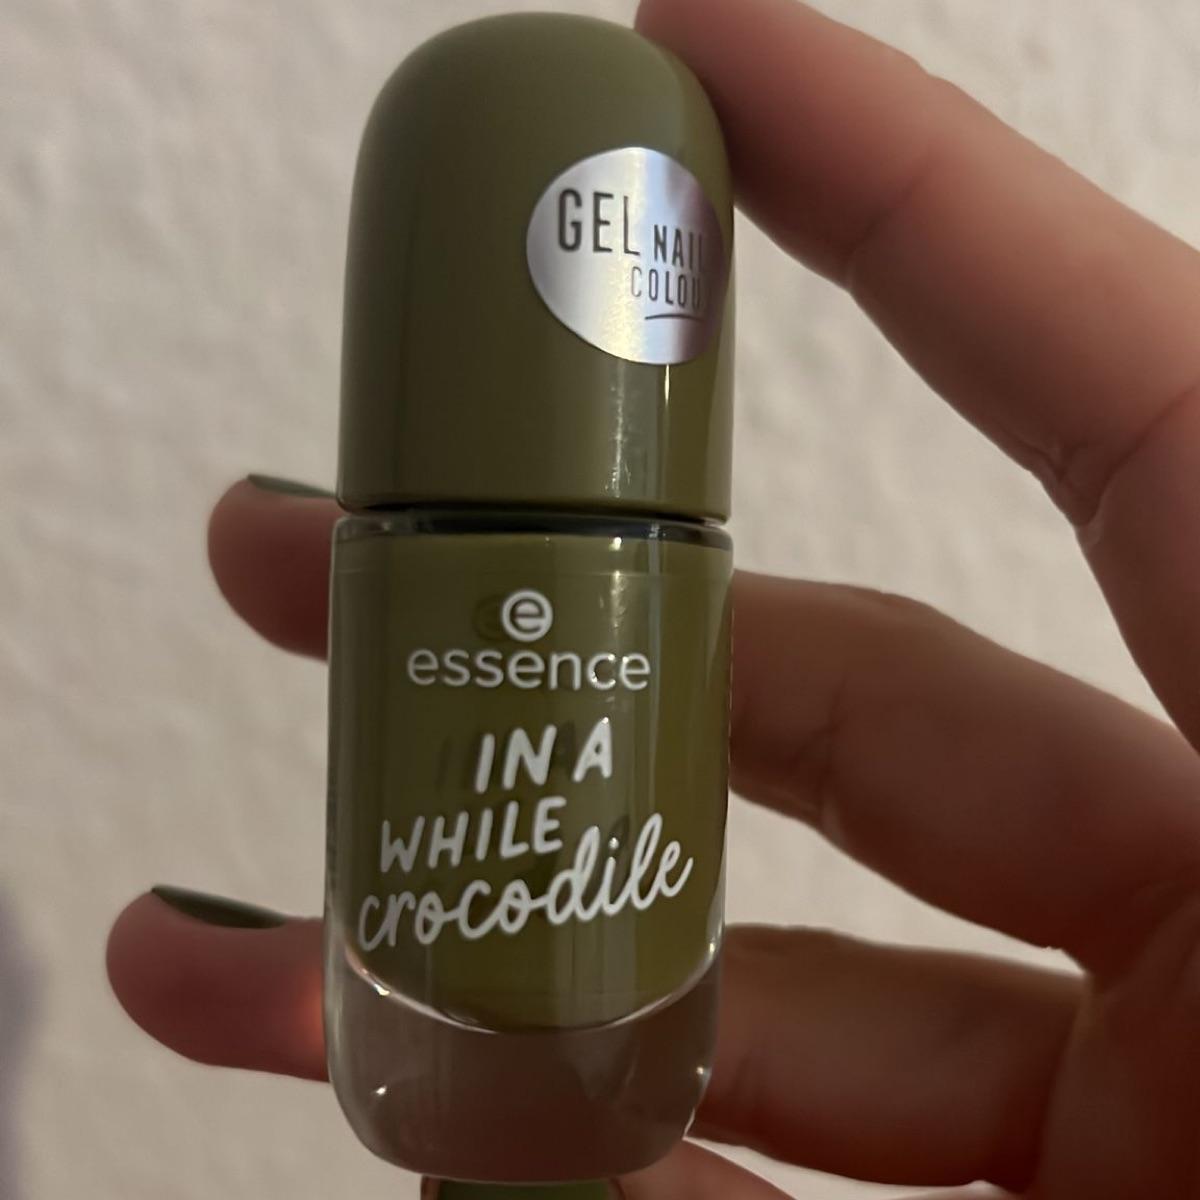 GEL NAIL
COLOU
e
essence
IN A
WHILE
crocodile